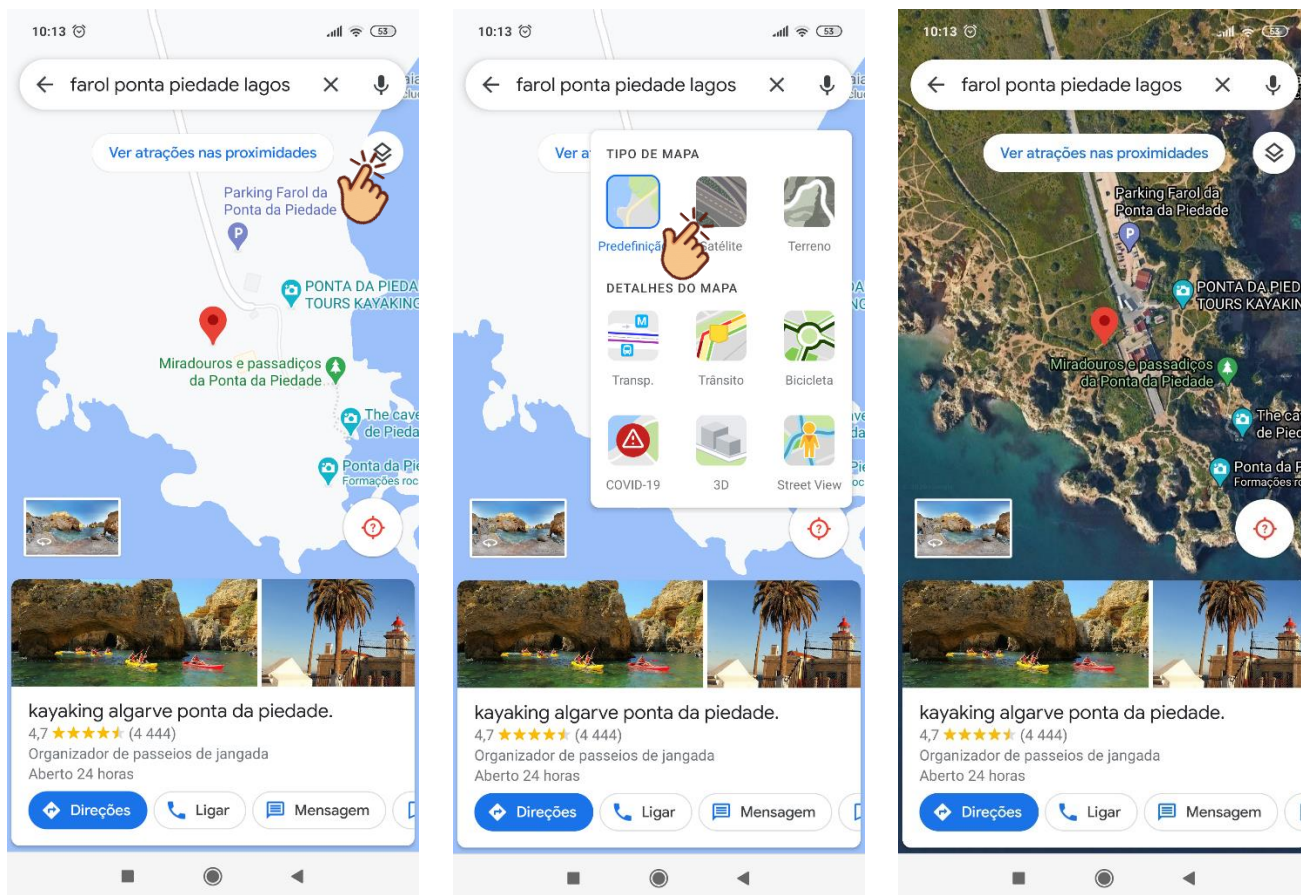 10:13
53
farol ponta piedade lagos
Ver atrações nas proximidades
Parking Farol da
Ponta da Piedade
P
PONTA DA PIEDA
TOURS KAYAKING
Miradouros e passadiços
da Ponta da Piedade
The cave
de Pieda
Ponta da Pie
Formações roc
kayaking algarve ponta da piedade.
4,7 (4 444)
Organizador de passeios de jangada
Aberto 24 horas
Direções
Ligar
Mensagem
10:13
53
farol ponta piedade lagos
Ver a
TIPO DE MAPA
Predefiniçã
Satélite
Terreno
DETALHES DO MAPA
M
Transp.
Trânsito
Bicicleta
COVID-19
3D
Street View
kayaking algarve ponta da piedade.
4,7 (4 444)
Organizador de passeios de jangada
Aberto 24 horas
Direções
Ligar
Mensagem
10:13
53
farol ponta piedade lagos
Ver atrações nas proximidades
Parking Farol da
Ponta da Piedade
P
PONTA DA PIED
TOURS KAYAKIN
Miradouros e passadiços
da Ponta da Piedade
The ca
de Pied
Ponta da P
Formações ro
kayaking algarve ponta da piedade.
4,7 (4 444)
Organizador de passeios de jangada
Aberto 24 horas
Direções
Ligar
Mensagem